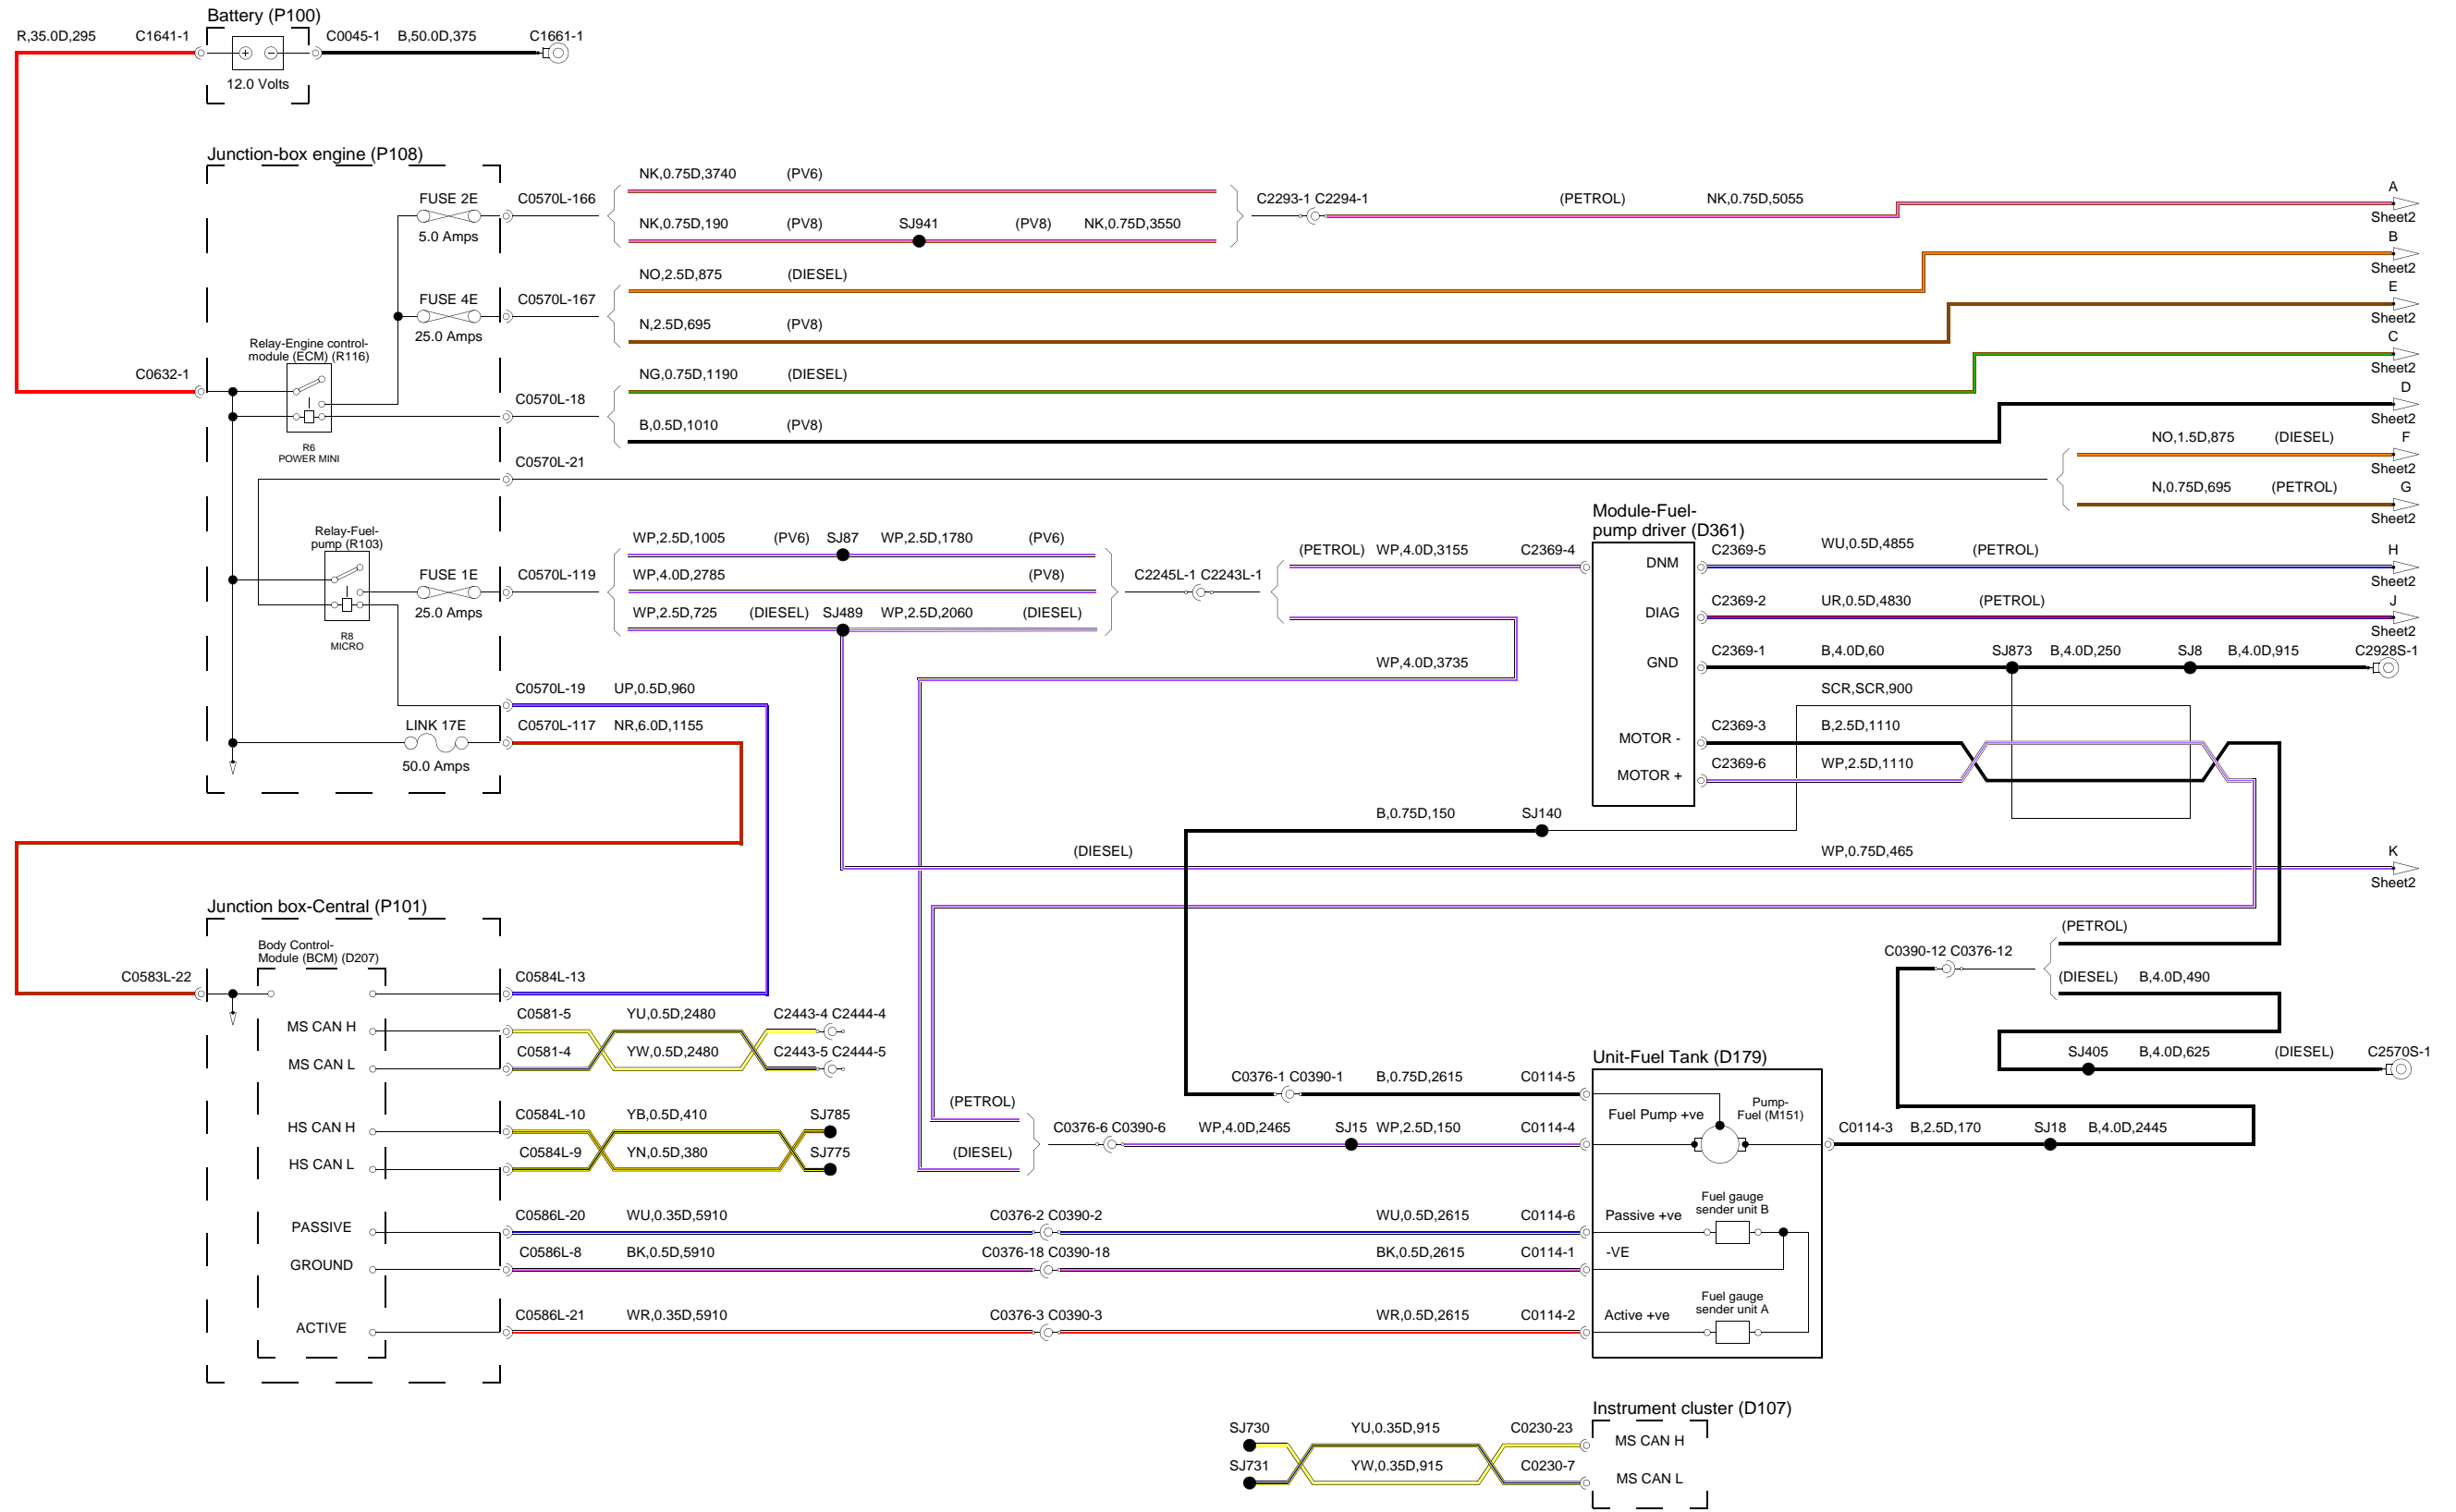 Battery (P100)
R,35.0D,295
C1641-1
C0045-1
B,50.0D,375
C1661-1
12.0 Volts
Junction-box engine (P108)
FUSE 2E
5.0 Amps
C0570L-166
NK,0.75D,3740
(PV6)
NK,0.75D,190
(PV8)
SJ941
(PV8)
NK,0.75D,3550
C2293-1 C2294-1
(PETROL)
NK,0.75D,5055
A
Sheet2
FUSE 4E
25.0 Amps
C0570L-167
NO,2.5D,875
(DIESEL)
B
Sheet2
N,2.5D,695
(PV8)
E
Sheet2
Relay-Engine control-
module (ECM) (R116)
C0632-1
R6
POWER MINI
C0570L-18
NG,0.75D,1190
(DIESEL)
C
Sheet2
B,0.5D,1010
(PV8)
D
Sheet2
C0570L-21
NO,1.5D,875
(DIESEL)
F
Sheet2
N,0.75D,695
(PETROL)
G
Sheet2
Relay-Fuel-
pump (R103)
R8
MICRO
FUSE 1E
25.0 Amps
C0570L-119
WP,2.5D,1005
(PV6)
SJ87
WP,2.5D,1780
(PV6)
WP,4.0D,2785
(PV8)
WP,2.5D,725
(DIESEL)
SJ489
WP,2.5D,2060
(DIESEL)
C2245L-1 C2243L-1
(PETROL)
WP,4.0D,3155
C2369-4
WP,4.0D,3735
Module-Fuel-
pump driver (D361)
DNM
C2369-5
WU,0.5D,4855
(PETROL)
H
Sheet2
DIAG
C2369-2
UR,0.5D,4830
(PETROL)
J
Sheet2
GND
C2369-1
B,4.0D,60
SJ873
B,4.0D,250
SJ8
B,4.0D,915
C2928S-1
SCR,SCR,900
MOTOR -
C2369-3
B,2.5D,1110
MOTOR +
C2369-6
WP,2.5D,1110
C0570L-19
UP,0.5D,960
LINK 17E
50.0 Amps
C0570L-117
NR,6.0D,1155
B,0.75D,150
SJ140
(DIESEL)
WP,0.75D,465
K
Sheet2
Junction box-Central (P101)
Body Control-
Module (BCM) (D207)
C0583L-22
C0584L-13
MS CAN H
C0581-5
YU,0.5D,2480
C2443-4 C2444-4
MS CAN L
C0581-4
YW,0.5D,2480
C2443-5 C2444-5
HS CAN H
C0584L-10
YB,0.5D,410
SJ785
HS CAN L
C0584L-9
YN,0.5D,380
SJ775
(PETROL)
C0390-12 C0376-12
(DIESEL)
B,4.0D,490
SJ405
B,4.0D,625
(DIESEL)
C2570S-1
Unit-Fuel Tank (D179)
C0376-1 C0390-1
B,0.75D,2615
C0114-5
(PETROL)
(DIESEL)
C0376-6 C0390-6
WP,4.0D,2465
SJ15
WP,2.5D,150
C0114-4
Fuel Pump +ve
Pump-
Fuel (M151)
C0114-3
B,2.5D,170
SJ18
B,4.0D,2445
PASSIVE
C0586L-20
WU,0.35D,5910
C0376-2 C0390-2
WU,0.5D,2615
C0114-6
Passive +ve
Fuel gauge
sender unit B
GROUND
C0586L-8
BK,0.5D,5910
C0376-18 C0390-18
BK,0.5D,2615
C0114-1
-VE
ACTIVE
C0586L-21
WR,0.35D,5910
C0376-3 C0390-3
WR,0.5D,2615
C0114-2
Active +ve
Fuel gauge
sender unit A
Instrument cluster (D107)
SJ730
YU,0.35D,915
C0230-23
MS CAN H
SJ731
YW,0.35D,915
C0230-7
MS CAN L